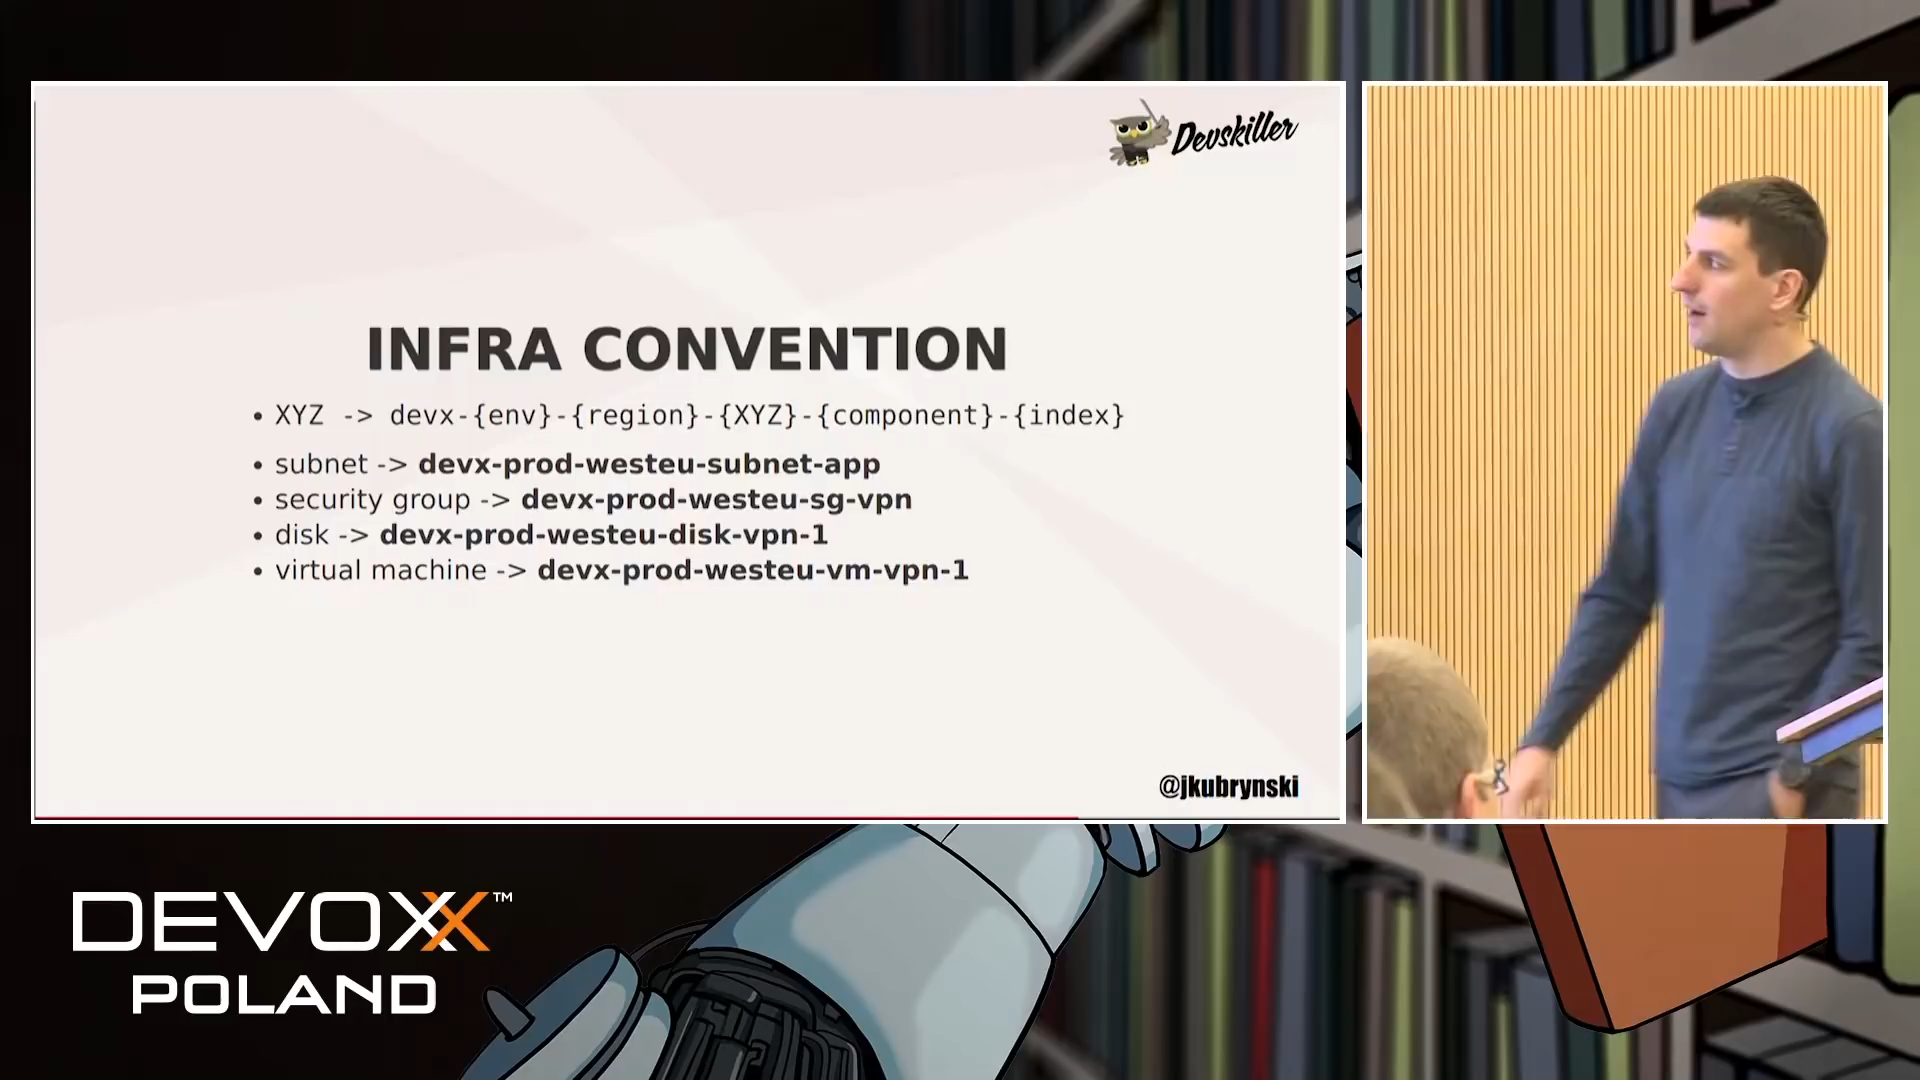 Devskiller
INFRA CONVENTION
• XYZ -> devx-{env}-{region}-{XYZ}-{component}-{index}
• subnet -> devx-prod-westeu-subnet-app
• security group -> devx-prod-westeu-sg-vpn
• disk -> devx-prod-westeu-disk-vpn-1
• virtual machine -> devx-prod-westeu-vm-vpn-1
@jkubrynski
DEVOXX™
POLAND